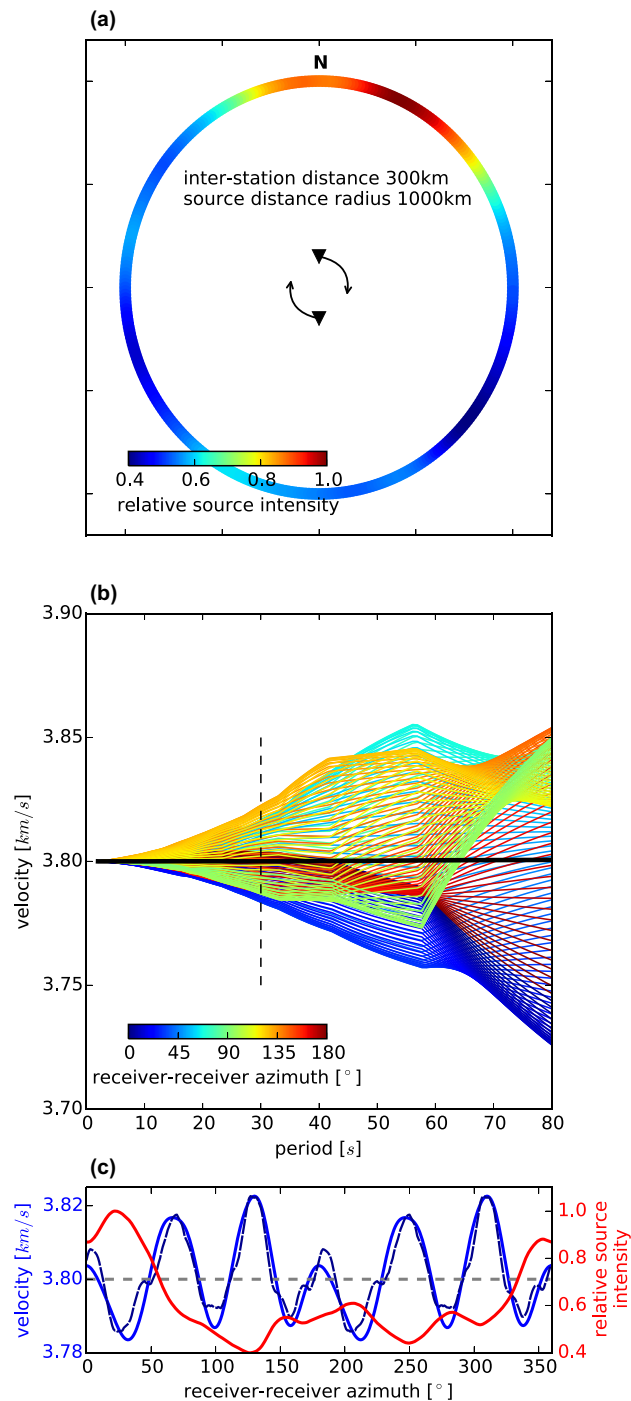 (a)
N
inter-station distance 300km
source distance radius 1000km
0.4 0.6 0.8 1.0
relative source intensity
(b)
3.90
3.85
3.80
3.75
3.70
velocity [km/s]
0 45 90 135 180
receiver-receiver azimuth [°]
0 10 20 30 40 50 60 70 80
period [s]
(c)
3.82
3.80
3.78
velocity [km/s]
1.0
0.8
0.6
0.4
relative source
intensity
0 50 100 150 200 250 300 350
receiver-receiver azimuth [°]